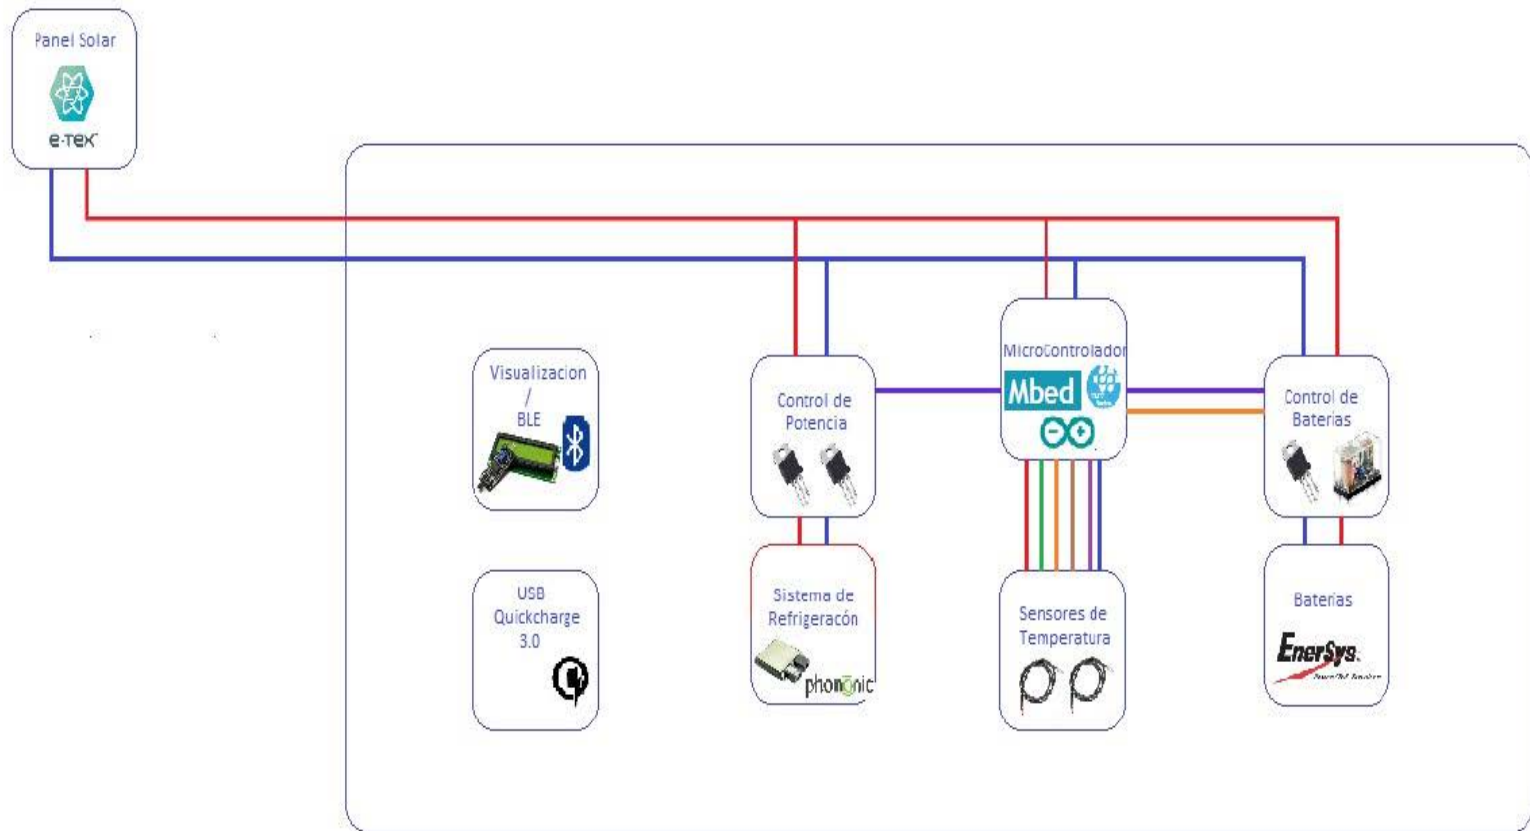 Panel Solar
e-TEX
Visualizacion
/
BLE
Control de
Potencia
MicroControlador
Mbed
Control de
Baterias
USB
Quickcharge
3.0
Sistema de
Refrigeracón
phononic
Sensores de
Temperatura
Baterias
EnerSys